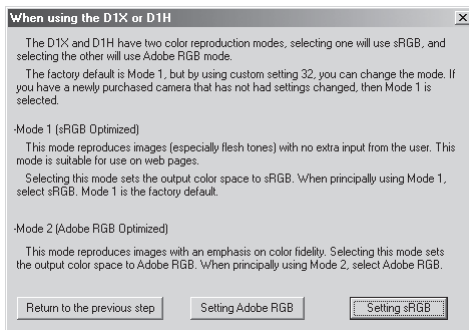 When using the D1X or D1H
The D1X and D1H have two color reproduction modes, selecting one will use sRGB, and
selecting the other will use Adobe RGB mode.
The factory default is Mode 1, but by using custom setting 32, you can change the mode. If
you have a newly purchased camera that has not had settings changed, then Mode 1 is
selected.
-Mode 1 (sRGB Optimized)
This mode reproduces images (especially flesh tones) with no extra input from the user. This
mode is suitable for use on web pages.
Selecting this mode sets the output color space to sRGB. When principally using Mode 1,
select sRGB. Mode 1 is the factory default.
-Mode 2 (Adobe RGB Optimized)
This mode reproduces images with an emphasis on color fidelity. Selecting this mode sets
the output color space to Adobe RGB. When principally using Mode 2, select Adobe RGB.
Return to the previous step Setting Adobe RGB Setting sRGB